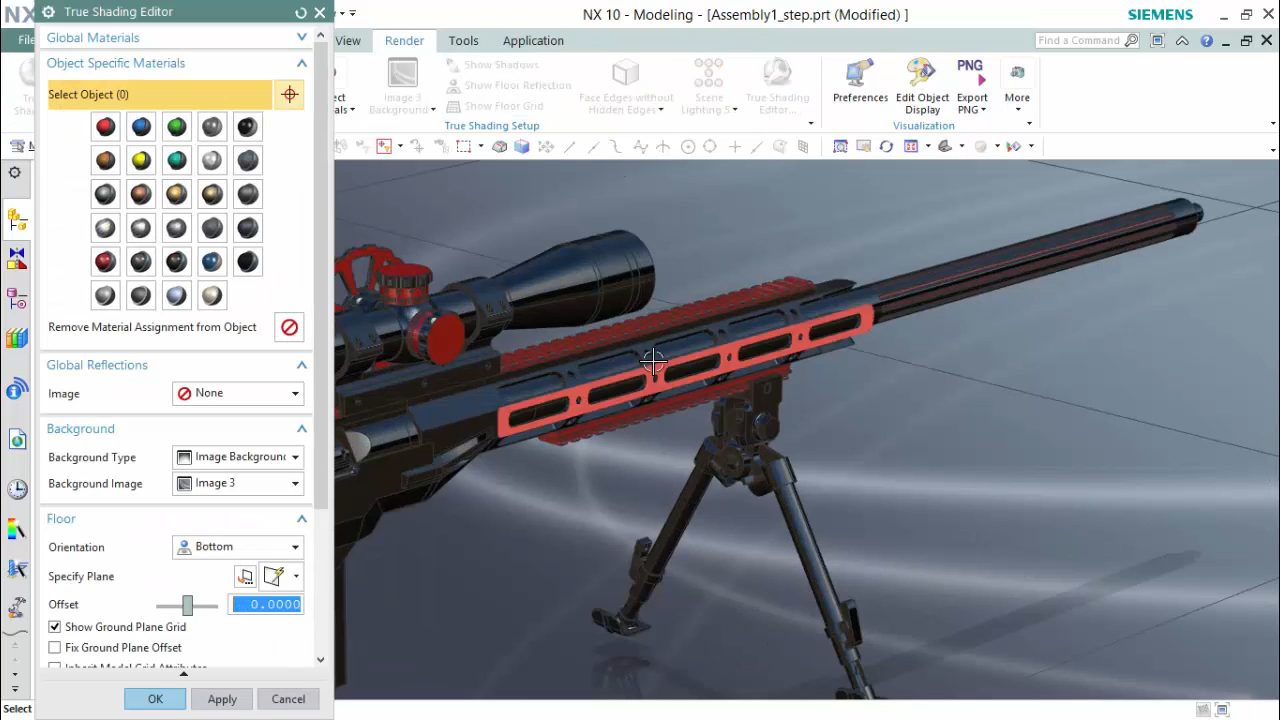 NX
True Shading Editor
NX 10 - Modeling - [Assembly1_step.prt (Modified) ]
SIEMENS
Fil
View
Render
Tools
Application
Find a Command
Global Materials
Object Specific Materials
Select Object (0)
Remove Material Assignment from Object
Global Reflections
Image
None
Background
Background Type
Image Backgroun
Background Image
Image 3
Floor
Orientation
Bottom
Specify Plane
Offset
0.0000
Show Ground Plane Grid
Fix Ground Plane Offset
OK
Apply
Cancel
Image 3
Background
Show Shadows
Show Floor Reflection
Show Floor Grid
Face Edges without
Hidden Edges
Scene
Lighting 5
True Shading
Editor...
True Shading Setup
Preferences
Edit Object
Display
PNG
Export
PNG
More
Visualization
Select